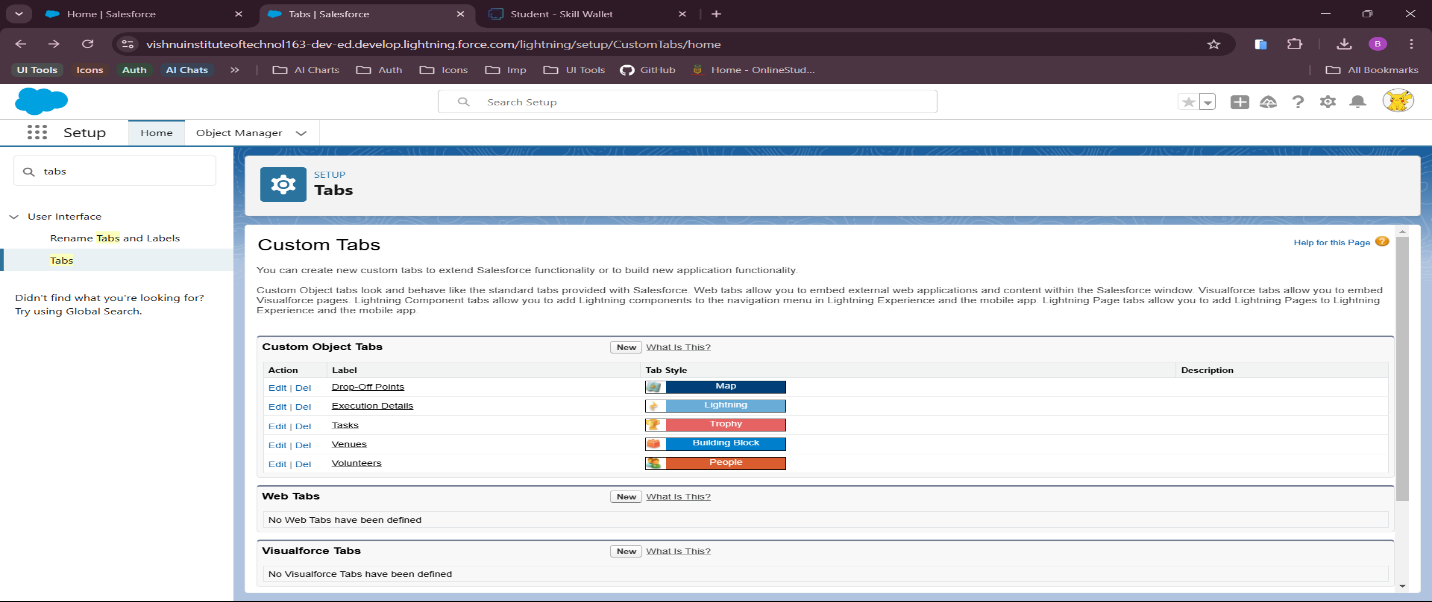 Home | Salesforce
Tabs | Salesforce
Student - Skill Wallet
vishnuinstituteoftechnol163-dev-ed.develop.lightning.force.com/lightning/setup/CustomTabs/home
B
UI Tools Icons Auth AI Chats » AI Charts Auth Icons Imp UI Tools GitHub Home - OnlineStud... All Bookmarks
Search Setup
Setup Home Object Manager
tabs
User Interface
Rename Tabs and Labels
Tabs
Didn't find what you're looking for?
Try using Global Search.
SETUP
Tabs
Custom Tabs
Help for this Page ?
You can create new custom tabs to extend Salesforce functionality or to build new application functionality.
Custom Object tabs look and behave like the standard tabs provided with Salesforce. Web tabs allow you to embed external web applications and content within the Salesforce window. Visualforce tabs allow you to embed
Visualforce pages. Lightning Component tabs allow you to add Lightning components to the navigation menu in Lightning Experience and the mobile app. Lightning Page tabs allow you to add Lightning Pages to Lightning
Experience and the mobile app.
Custom Object Tabs New What Is This?
Action Label Tab Style Description
Edit | Del Drop-Off Points Map
Edit | Del Execution Details Lightning
Edit | Del Tasks Trophy
Edit | Del Venues Building Block
Edit | Del Volunteers People
Web Tabs New What Is This?
No Web Tabs have been defined
Visualforce Tabs New What Is This?
No Visualforce Tabs have been defined